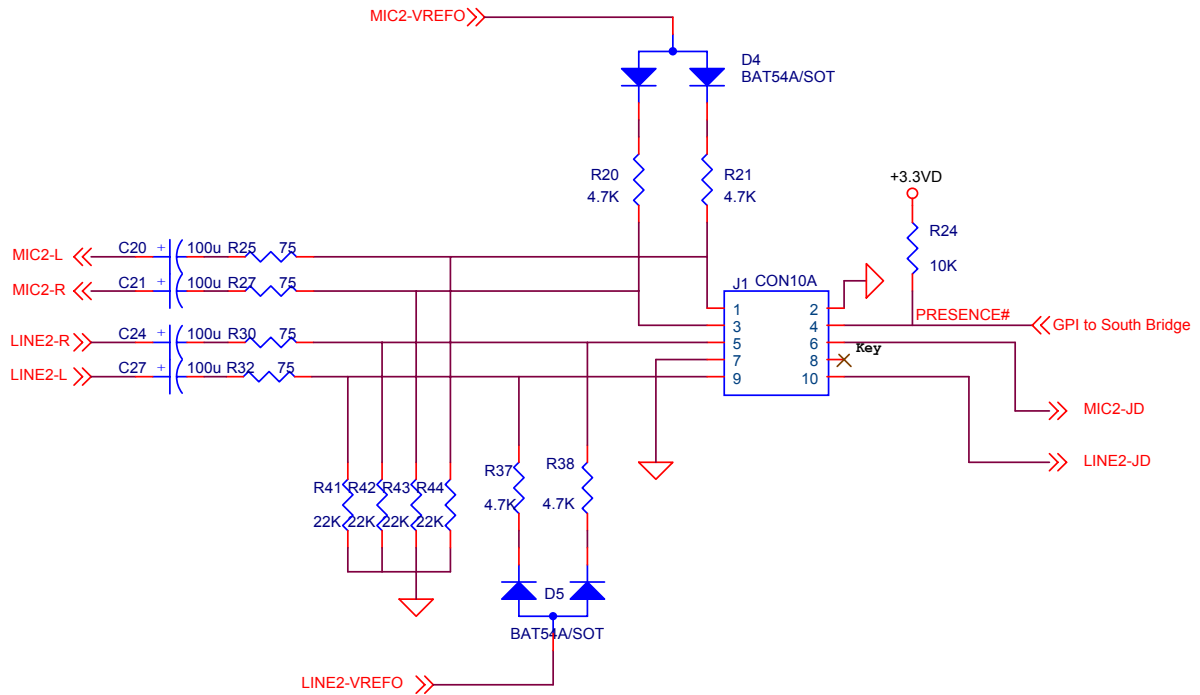 MIC2-VREFO
D4
BAT54A/SOT
R20
4.7K
R21
4.7K
+3.3VD
R24
10K
MIC2-L
C20 + 100u R25 75
MIC2-R
C21 + 100u R27 75
LINE2-R
C24 + 100u R30 75
LINE2-L
C27 + 100u R32 75
J1 CON10A
1 2
3 4
5 6
7 8
9 10
PRESENCE#
GPI to South Bridge
Key
MIC2-JD
LINE2-JD
R41 R42 R43 R44
22K 22K 22K 22K
R37
4.7K
R38
4.7K
D5
BAT54A/SOT
LINE2-VREFO